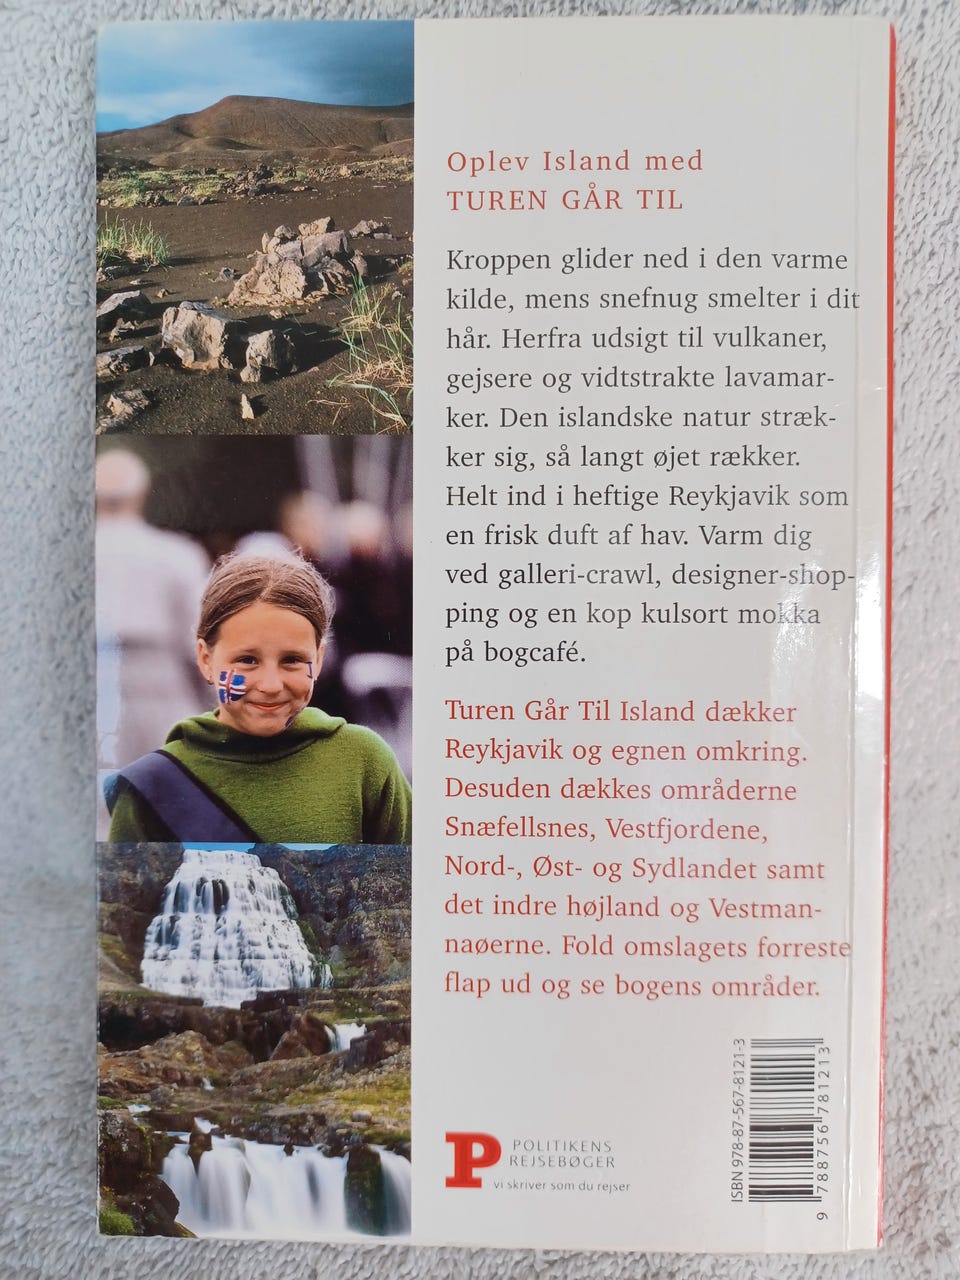 Oplev Island med
TUREN GÅR TIL
Kroppen glider ned i den varme
kilde, mens snefnug smelter i dit
hår. Herfra udsigt til vulkaner,
gejsere og vidtstrakte lavamar-
ker. Den islandske natur stræk-
ker sig, så langt øjet rækker.
Helt ind i heftige Reykjavik som
en frisk duft af hav. Varm dig
ved galleri-crawl, designer-shop-
ping og en kop kulsort mokka
på bogcafé.
Turen Går Til Island dækker
Reykjavik og egnen omkring.
Desuden dækkes områderne
Snæfellsnes, Vestfjordene,
Nord-, Øst- og Sydlandet samt
det indre højland og Vestman-
naøerne. Fold omslagets forreste
flap ud og se bogens områder.
P
POLITIKENS
REJSEBØGER
vi skriver som du rejser
ISBN 978-87-567-8121-3
9 788756 781213